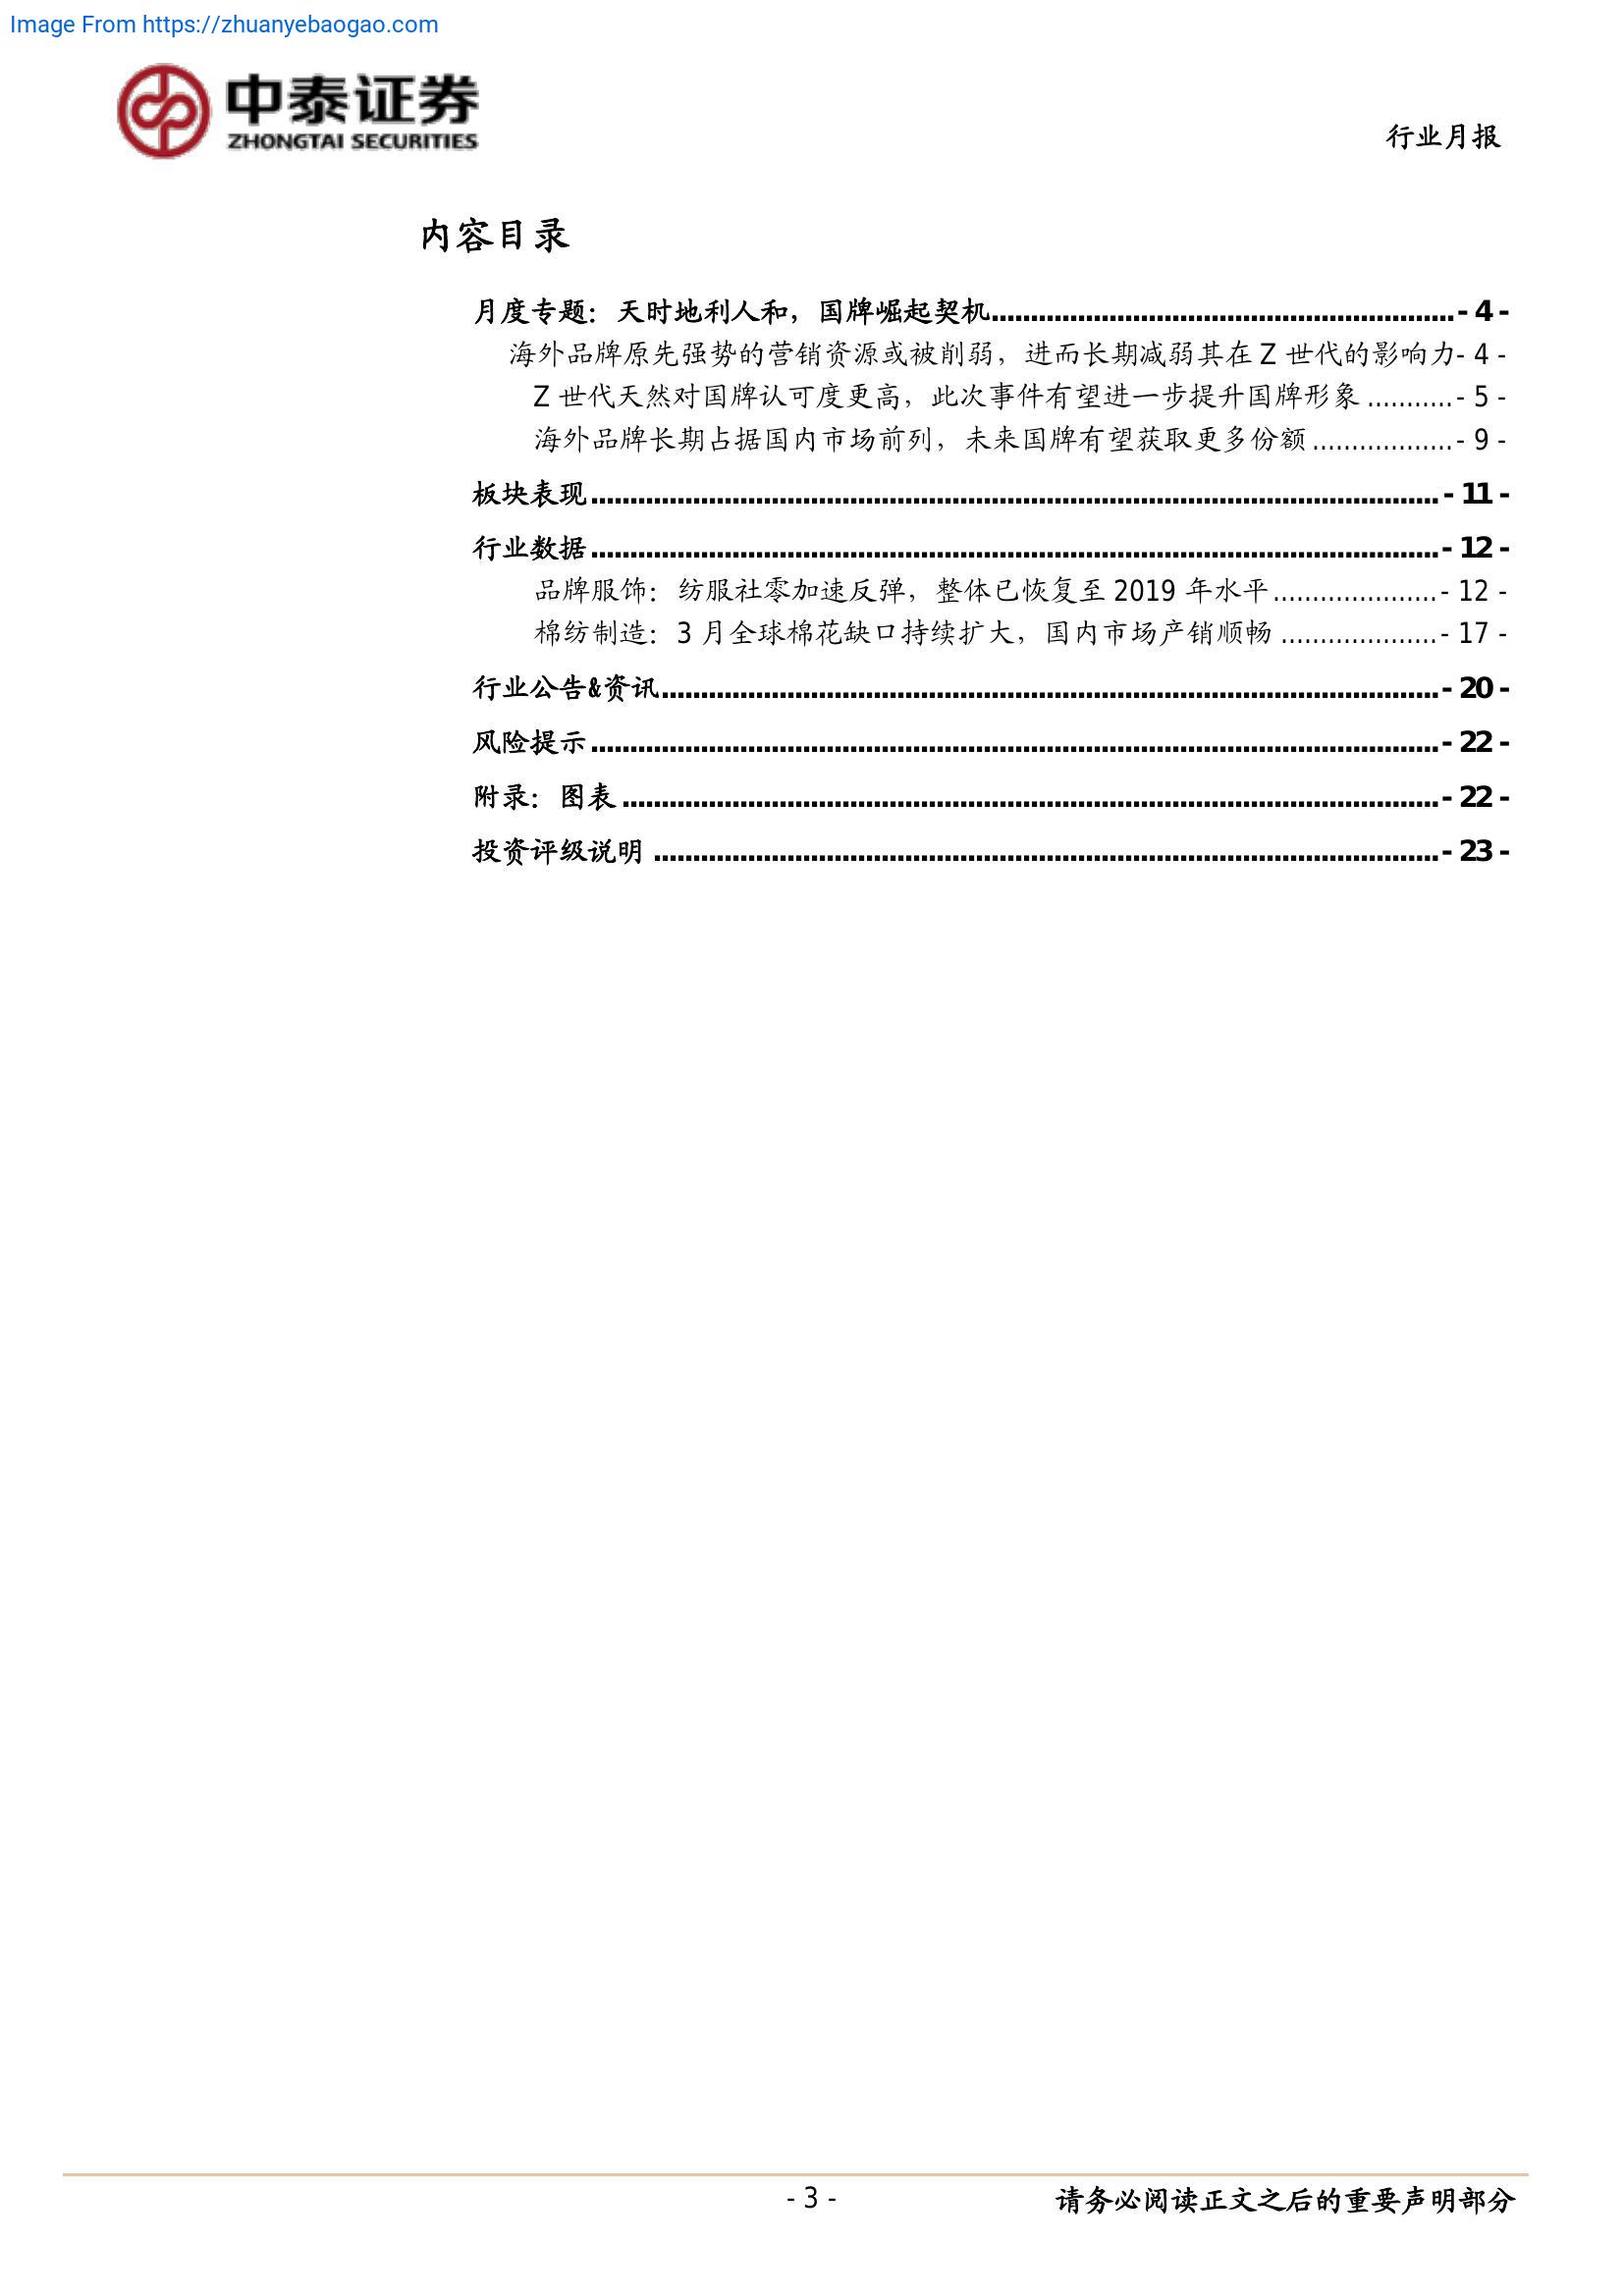 Image From https://zhuanyebaogao.com
中泰证券
ZHONGTAI SECURITIES
行业月报
内容目录
月度专题：天时地利人和，国牌崛起契机............................................................- 4 -
海外品牌原先强势的营销资源或被削弱，进而长期减弱其在 Z 世代的影响力- 4 -
Z 世代天然对国牌认可度更高，此次事件有望进一步提升国牌形象 ...........- 5 -
海外品牌长期占据国内市场前列，未来国牌有望获取更多份额 ..................- 9 -
板块表现 ............................................................................................................. - 11 -
行业数据 ............................................................................................................. - 12 -
品牌服饰：纺服社零加速反弹，整体已恢复至 2019 年水平 .....................- 12 -
棉纺制造：3 月全球棉花缺口持续扩大，国内市场产销顺畅 ....................- 17 -
行业公告&资讯.................................................................................................... - 20 -
风险提示 ............................................................................................................. - 22 -
附录：图表 ......................................................................................................... - 22 -
投资评级说明 ..................................................................................................... - 23 -
- 3 -
请务必阅读正文之后的重要声明部分